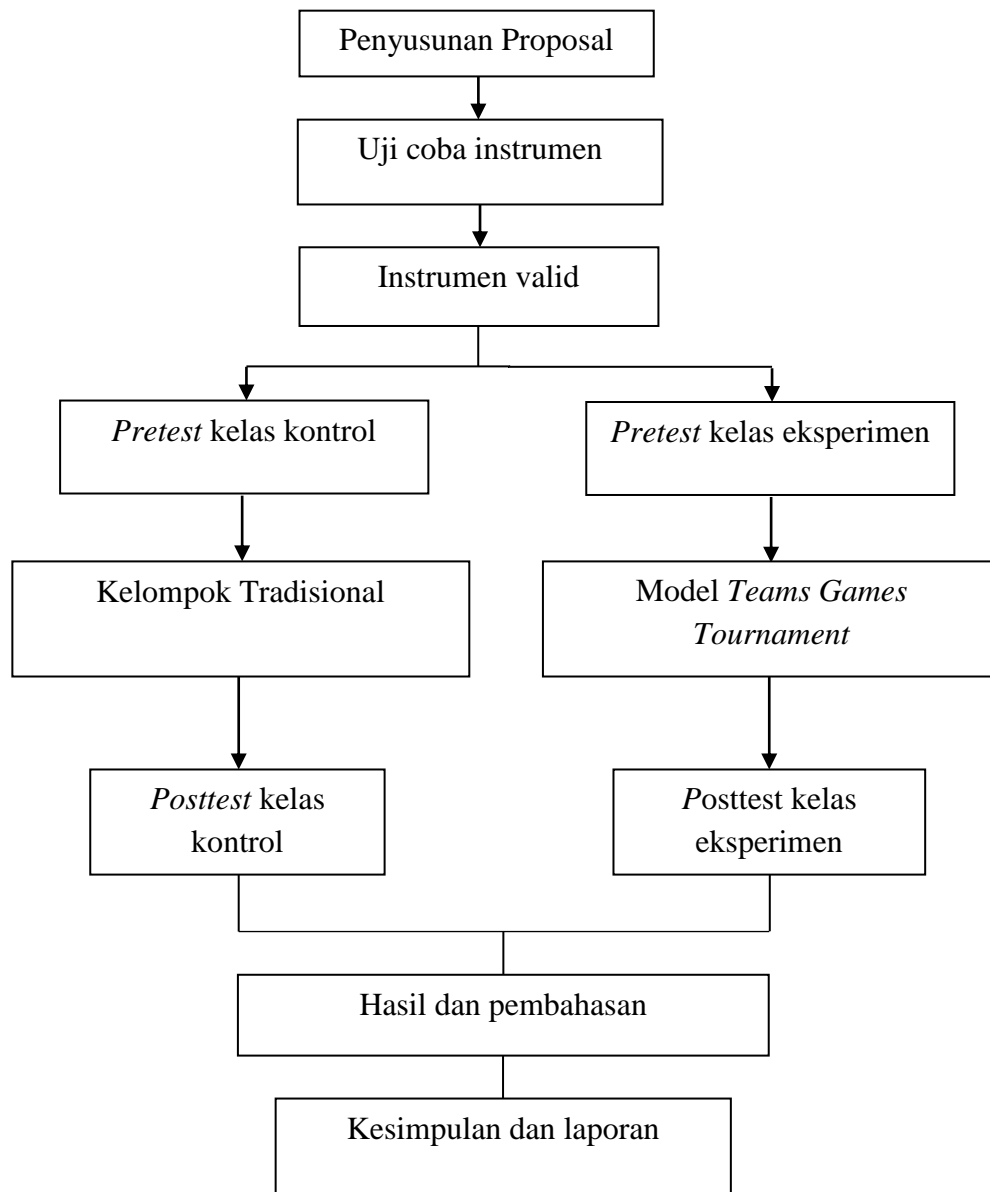 Penyusunan Proposal
Uji coba instrumen
Instrumen valid
Pretest kelas kontrol
Pretest kelas eksperimen
Kelompok Tradisional
Model Teams Games
Tournament
Posttest kelas
kontrol
Posttest kelas
eksperimen
Hasil dan pembahasan
Kesimpulan dan laporan